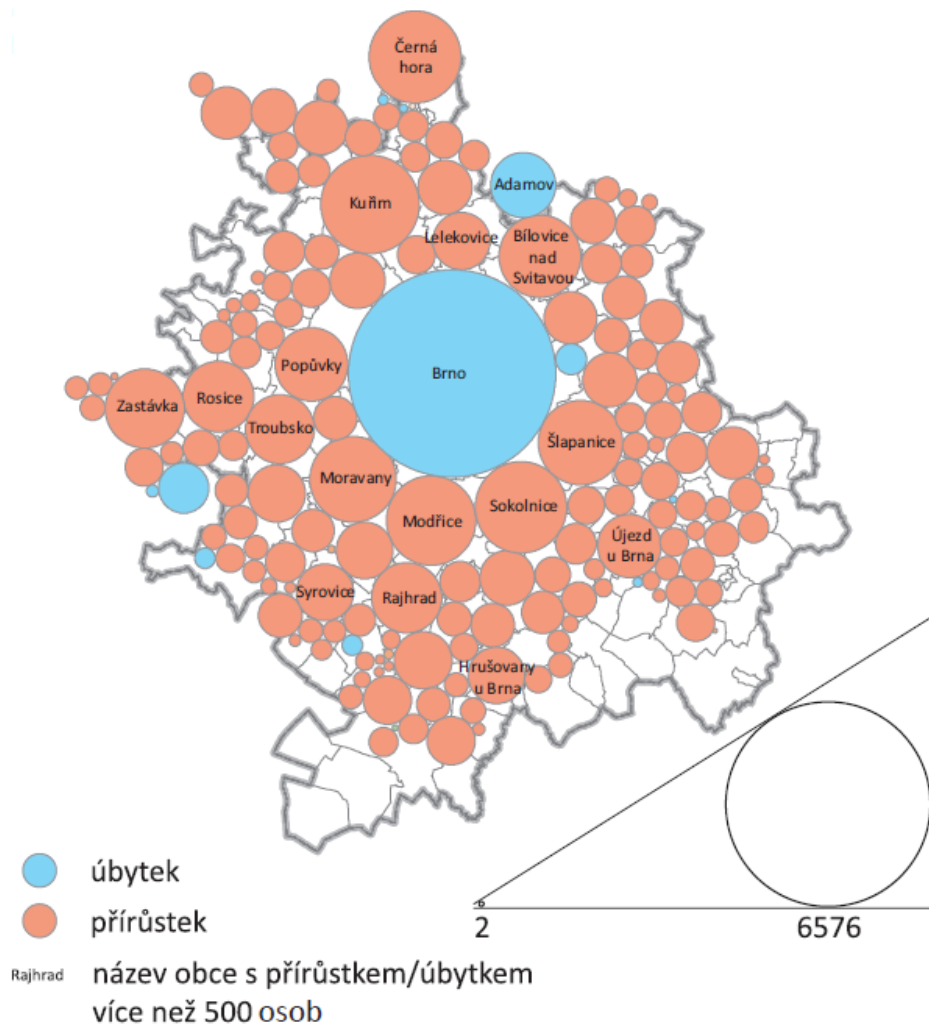 Černá
hora
Adamov
Kuřim
Lelekovice
Bílovice
nad
Svitavou
Brno
Popůvky
Zastávka
Rosice
Troubsko
Šlapanice
Moravany
Sokolnice
Modřice
Újezd
u Brna
Syrovice
Rajhrad
Hrušovany
u Brna
úbytek
přírůstek
2
6576
Rajhrad
název obce s přírůstkem/úbytkem
více než 500 osob